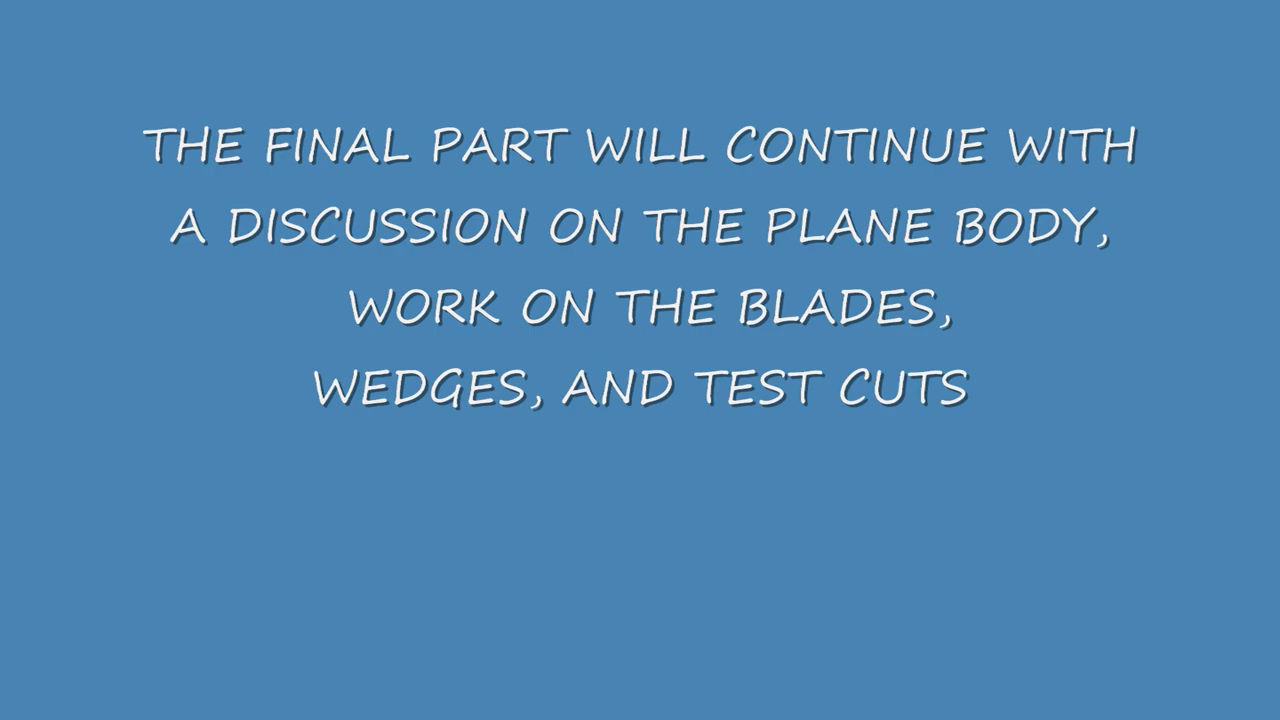 THE FINAL PART WILL CONTINUE WITH
A DISCUSSION ON THE PLANE BODY,
WORK ON THE BLADES,
WEDGES, AND TEST CUTS